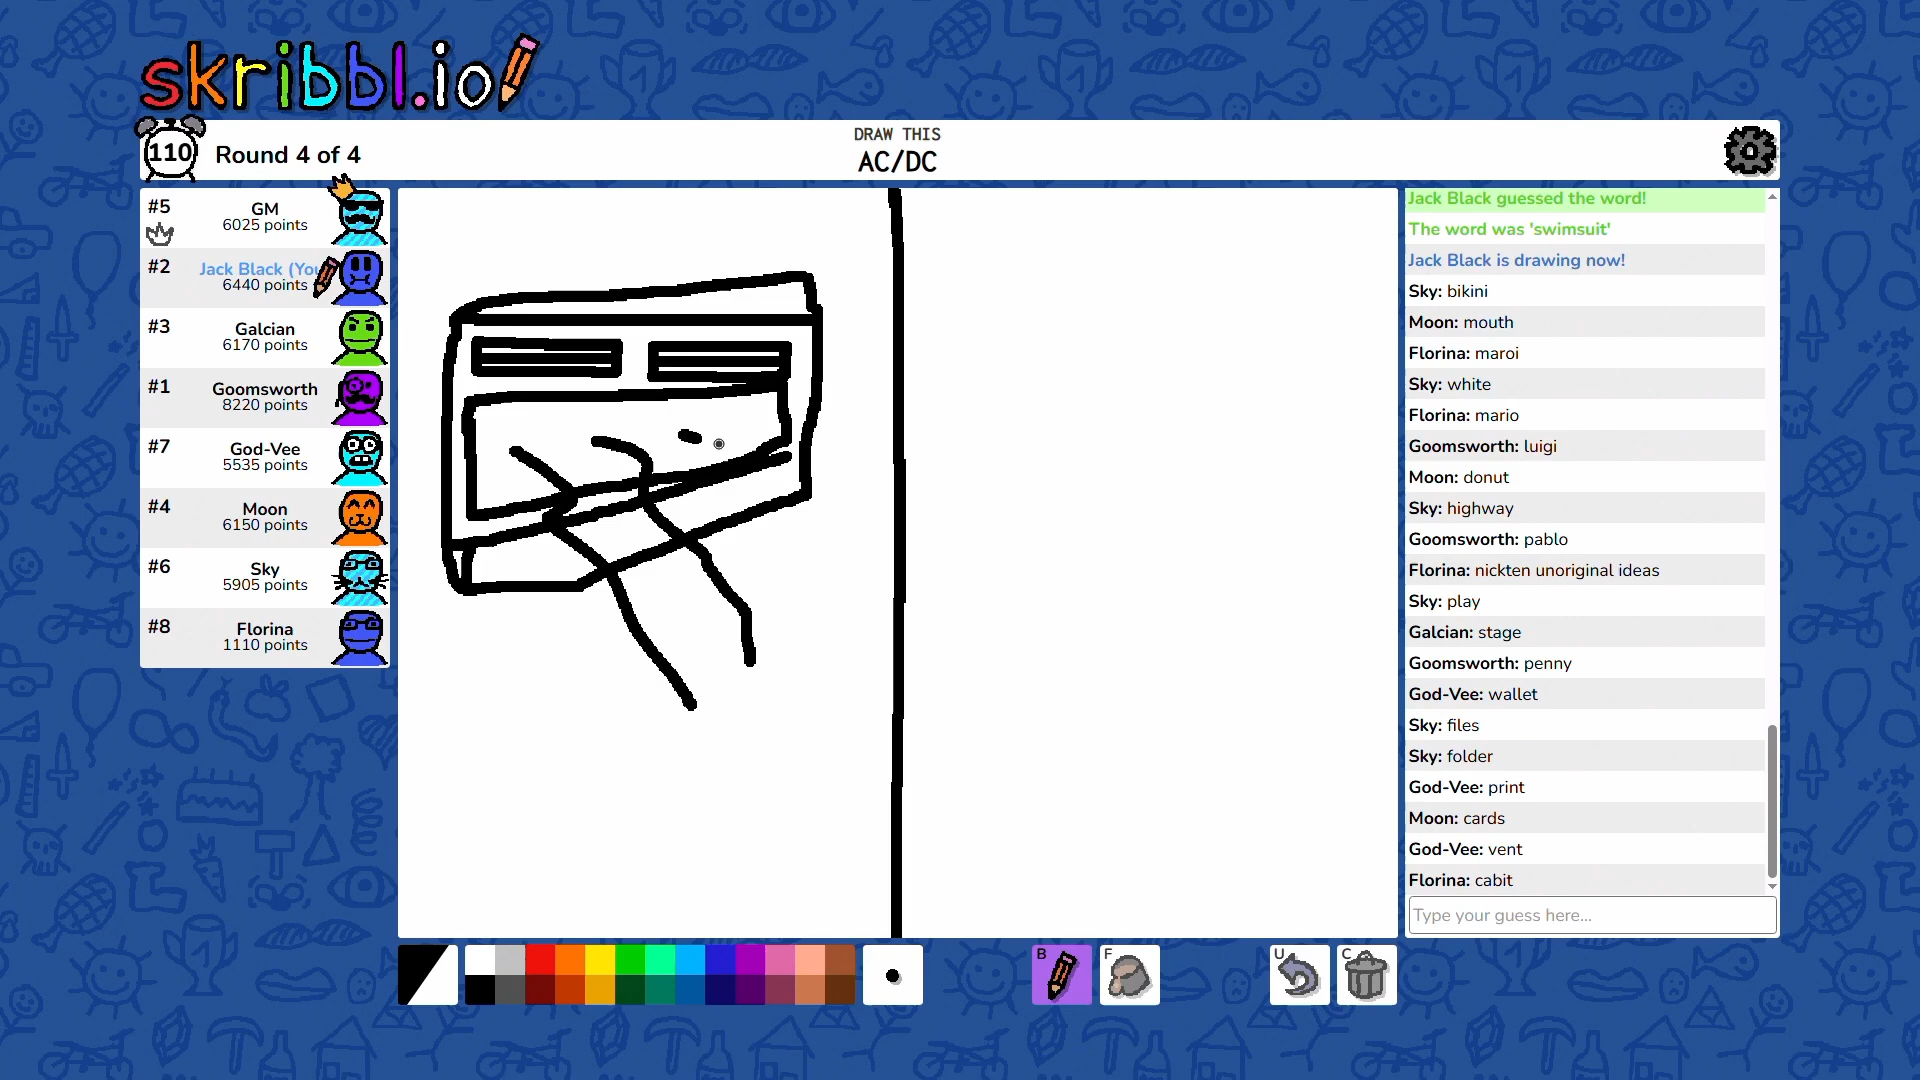 skribbl.io
110
Round 4 of 4
DRAW THIS
AC/DC
#5
GM
6025 points
#2
Jack Black (You
6440 points
#3
Galcian
6170 points
#1
Goomsworth
8220 points
#7
God-Vee
5535 points
#4
Moon
6150 points
#6
Sky
5905 points
#8
Florina
1110 points
Jack Black guessed the word!
The word was 'swimsuit'
Jack Black is drawing now!
Sky: bikini
Moon: mouth
Florina: maroi
Sky: white
Florina: mario
Goomsworth: luigi
Moon: donut
Sky: highway
Goomsworth: pablo
Florina: nickten unoriginal ideas
Sky: play
Galcian: stage
Goomsworth: penny
God-Vee: wallet
Sky: files
Sky: folder
God-Vee: print
Moon: cards
God-Vee: vent
Florina: cabit
Type your guess here...
B
F
U
C